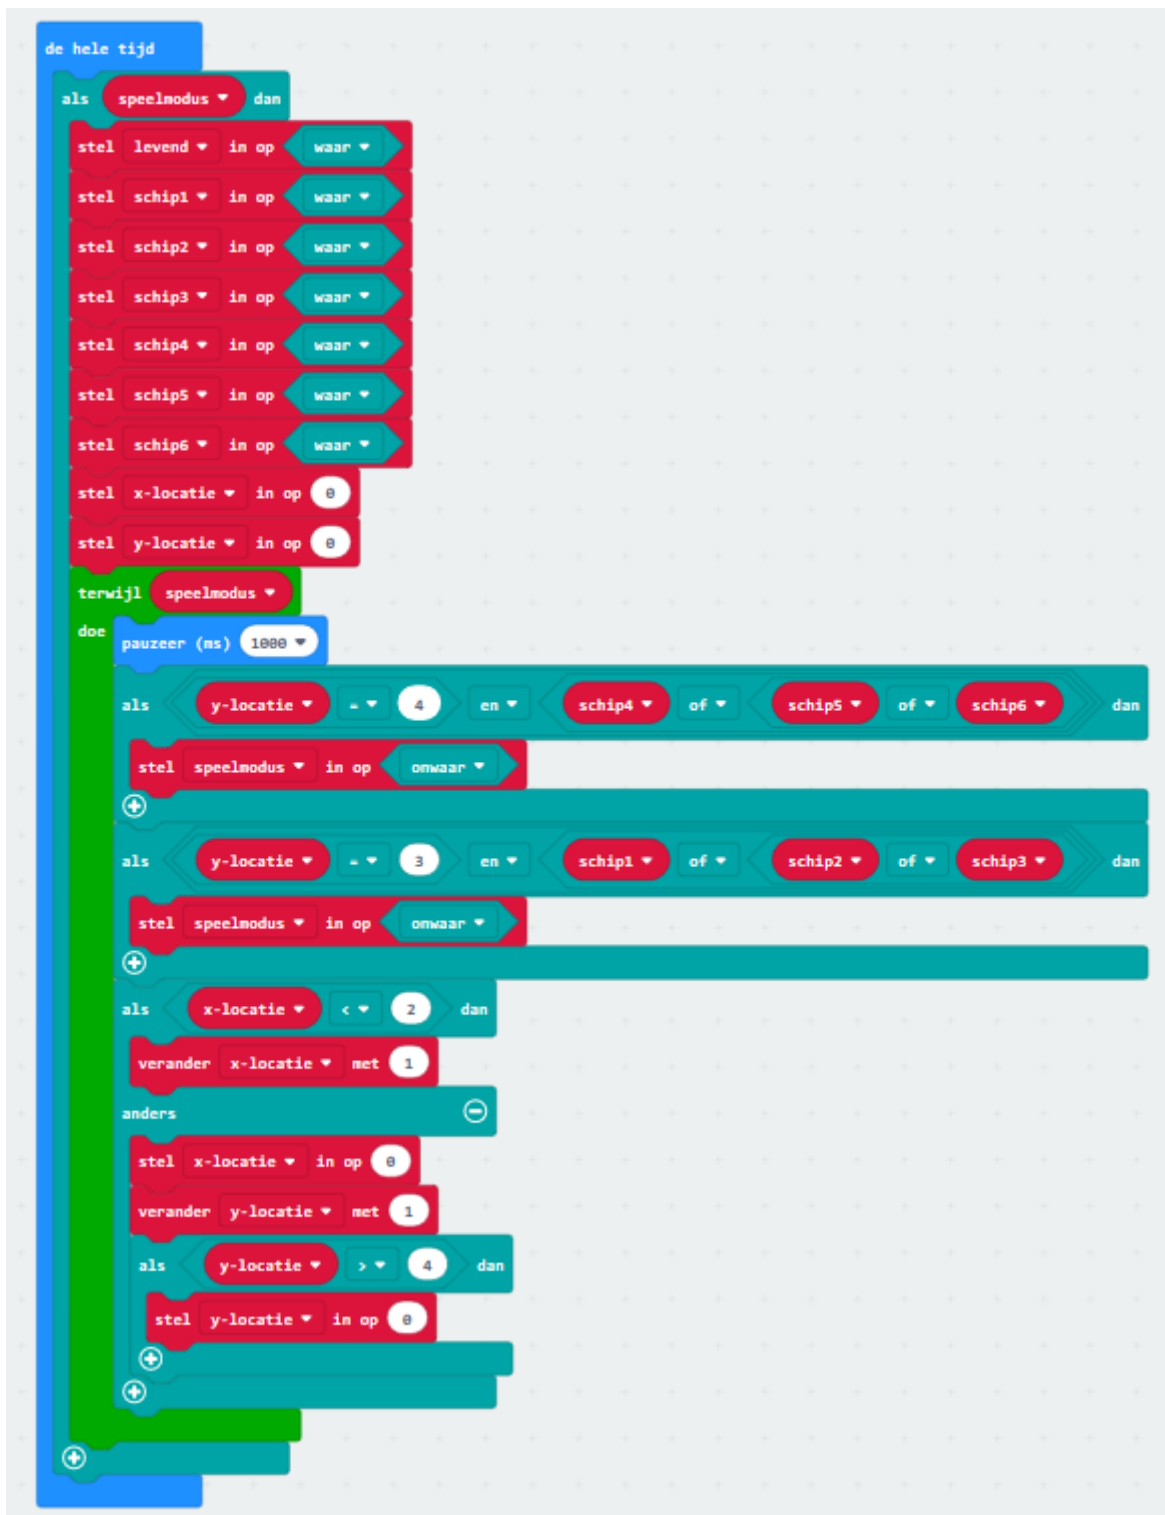 de hele tijd
als speelmodus dan
stel levend in op waar
stel schip1 in op waar
stel schip2 in op waar
stel schip3 in op waar
stel schip4 in op waar
stel schip5 in op waar
stel schip6 in op waar
stel x-locatie in op 0
stel y-locatie in op 0
terwijl speelmodus
doe
pauzeer (ms) 1000
als y-locatie = 4 en schip4 of schip5 of schip6 dan
stel speelmodus in op onwaar
als y-locatie = 3 en schip1 of schip2 of schip3 dan
stel speelmodus in op onwaar
als x-locatie < 2 dan
verander x-locatie met 1
anders
stel x-locatie in op 0
verander y-locatie met 1
als y-locatie > 4 dan
stel y-locatie in op 0